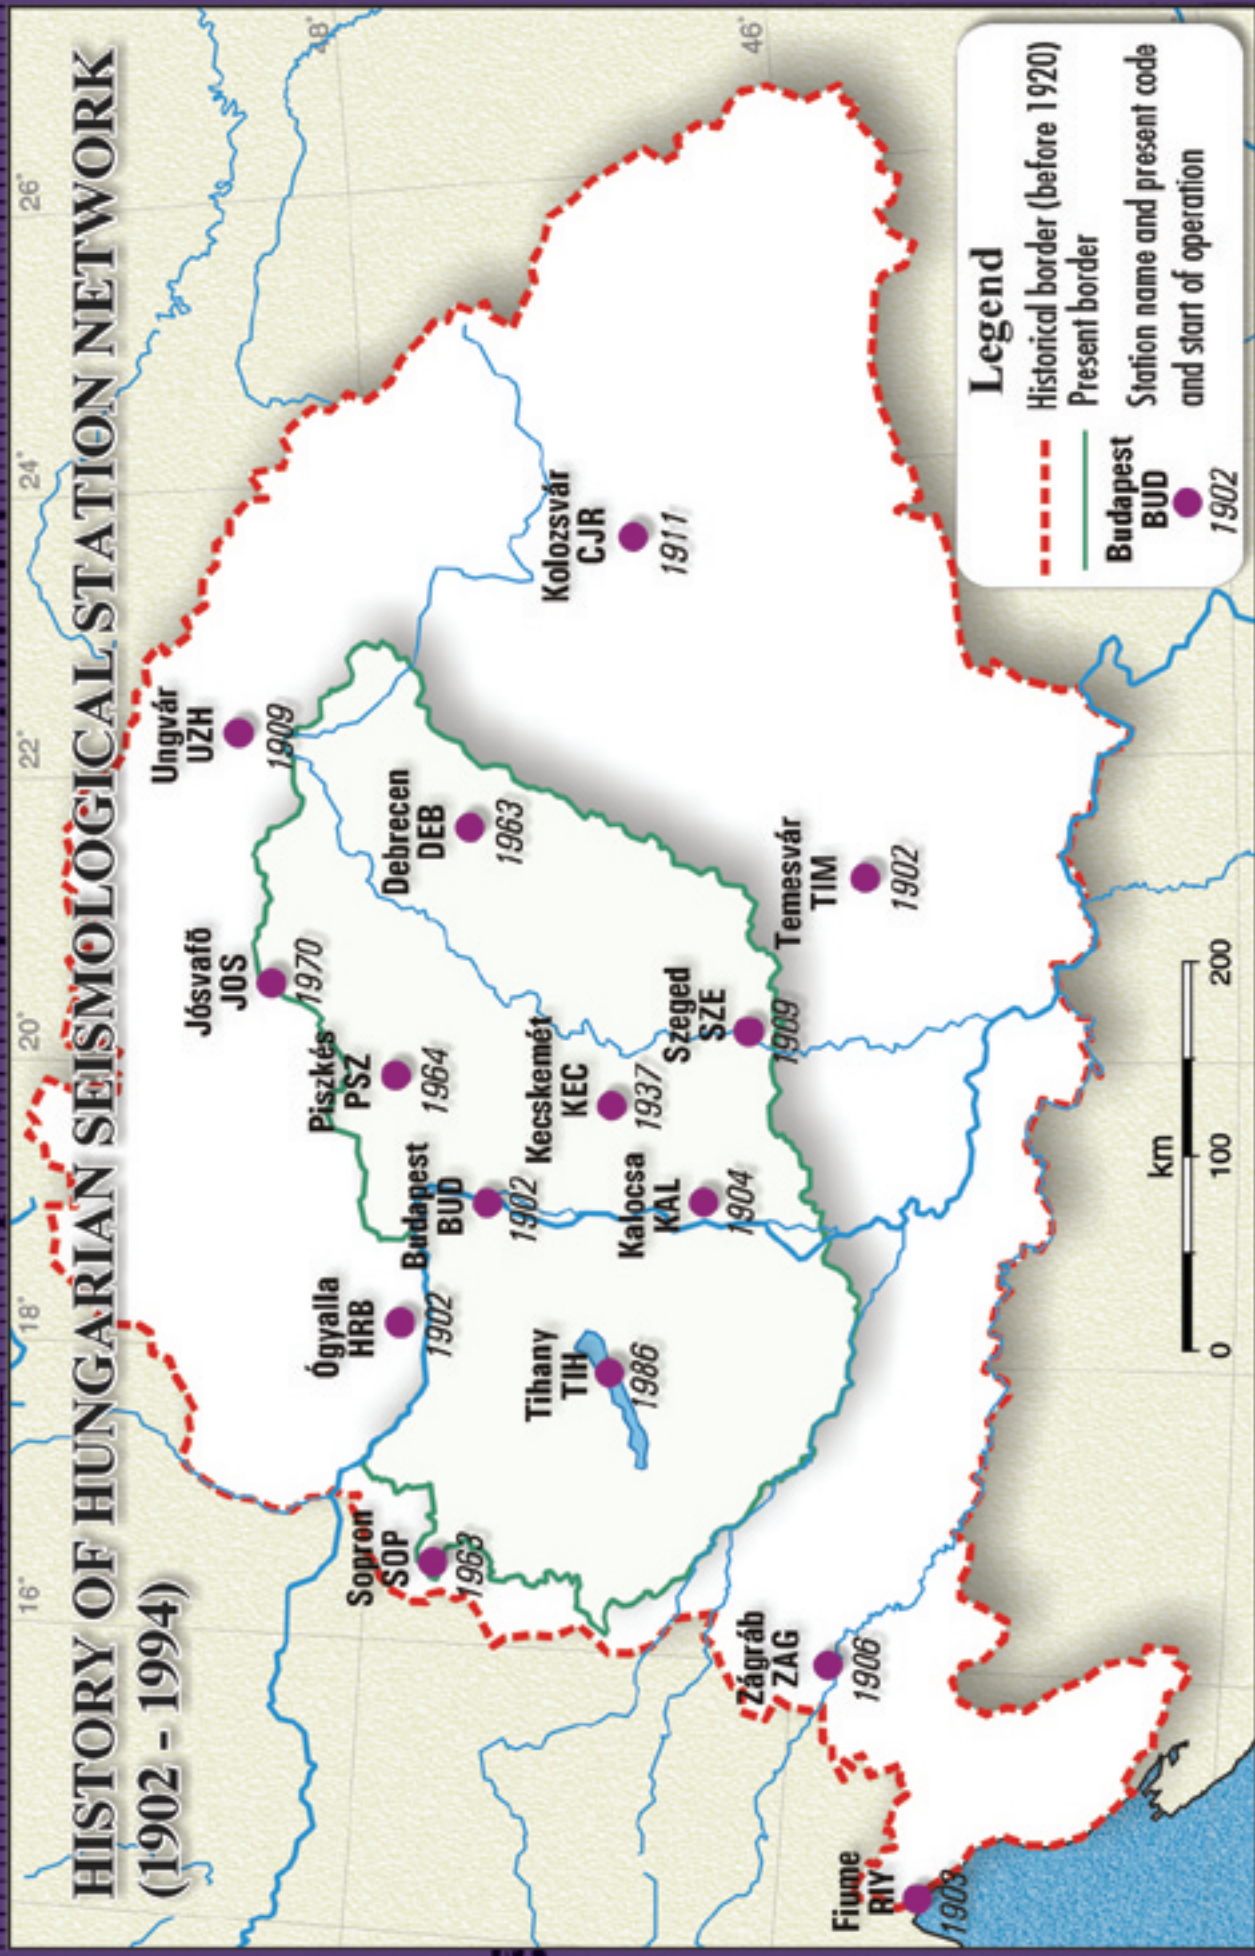 HISTORY OF HUNGARIAN SEISMOLOGICAL STATION NETWORK
(1902 - 1994)
16°
18°
20°
22°
24°
26°
48°
46°
Ungvár
UZH
1909
Jósvafő
JOS
1970
Debrecen
DEB
1963
Piszkés
PSZ
1964
Ógyalla
HRB
1902
Budapest
BUD
1902
Sopron
SOP
1963
Kolozsvár
CJR
1911
Kecskemét
KEC
1937
Tihany
TIH
1986
Szeged
SZE
1909
Kalocsa
KAL
1904
Temesvár
TIM
1902
Zágráb
ZAG
1906
Fiume
RIY
1903
km
0 100 200
Legend
Historical border (before 1920)
Present border
Budapest
BUD
1902
Station name and present code
and start of operation